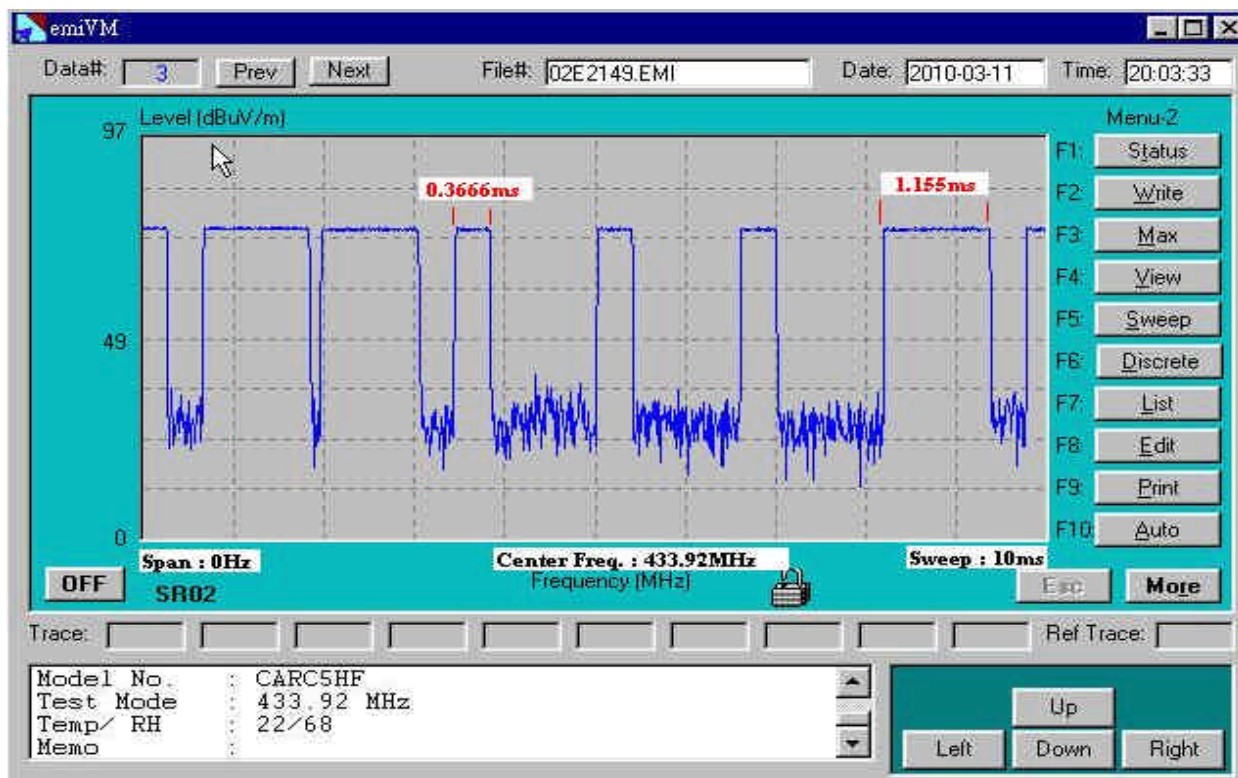 emiVM
Data#: 3 Prev Next File#: 02E2149.EMI Date: 2010-03-11 Time: 20:03:33
Level (dBuV/m) Menu-2
97
0.3666ms 1.155ms
F1: Status
F2: Write
F3: Max
F4: View
49
F5: Sweep
F6: Discrete
F7: List
F8: Edit
F9: Print
0
F10: Auto
Span : 0Hz Center Freq. : 433.92MHz Sweep : 10ms
OFF SR02 Frequency (MHz) Esc More
Trace: Ref Trace:
Model No. : CARC5HF
Test Mode : 433.92 MHz
Temp/ RH : 22/68
Memo :
Up
Left Down Right